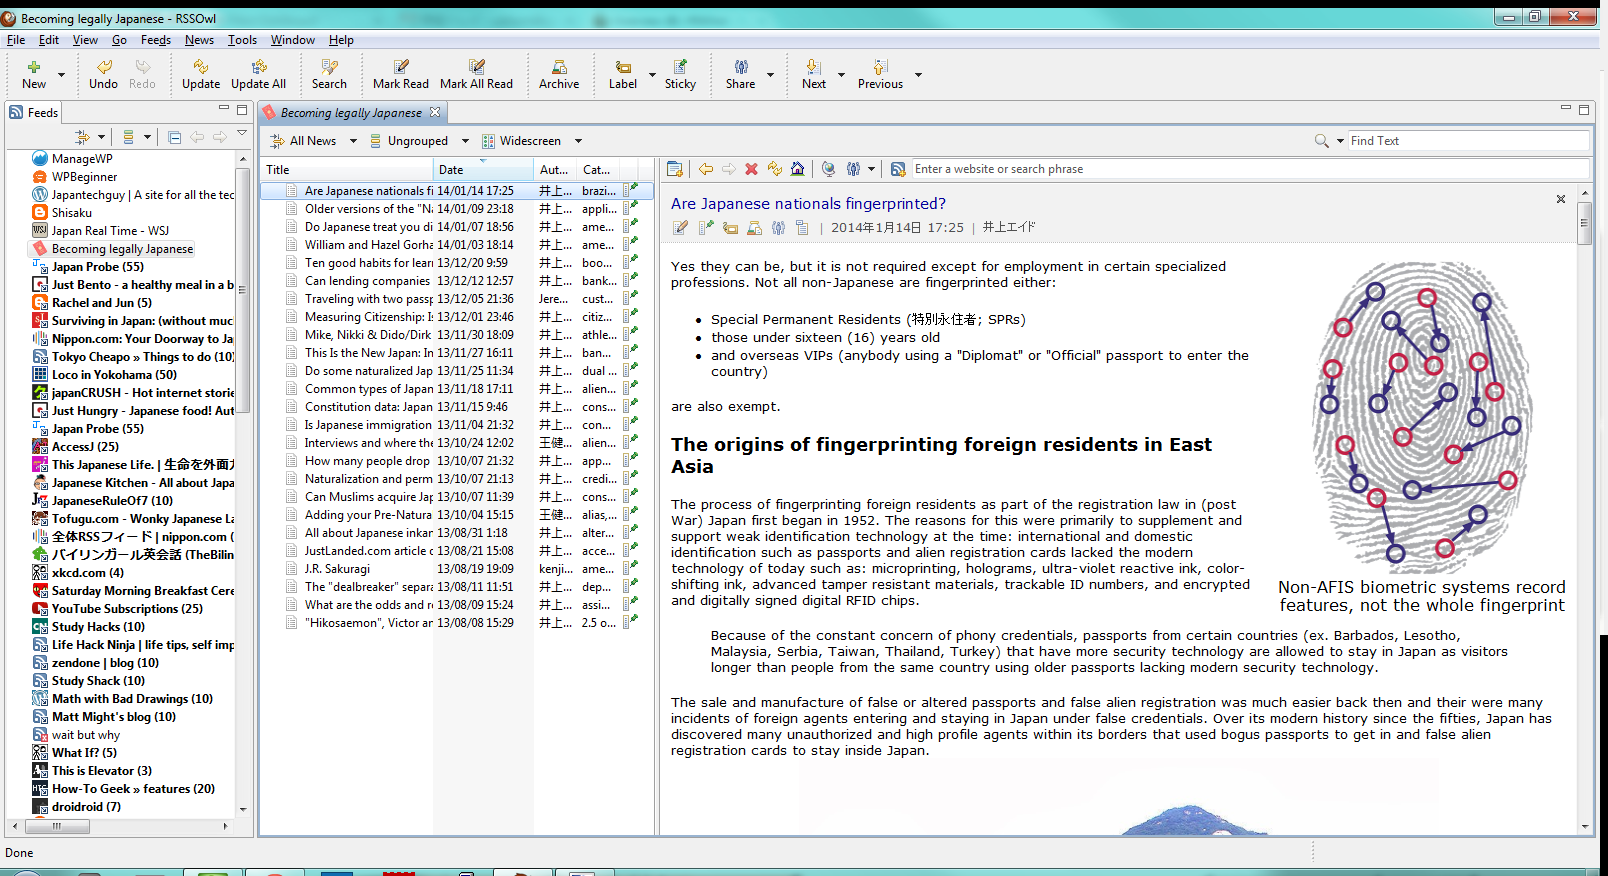 Becoming legally Japanese - RSSOwl
File Edit View Go Feeds News Tools Window Help
New Undo Redo Update Update All Search Mark Read Mark All Read Archive Label Sticky Share Next Previous
Feeds
ManageWP
WPBeginner
Japantechguy | A site for all the tec
Shisaku
Japan Real Time - WSJ
Becoming legally Japanese
Japan Probe (55)
Just Bento - a healthy meal in a b
Rachel and Jun (5)
Surviving in Japan: (without muc
Nippon.com: Your Doorway to Ja
Tokyo Cheapo » Things to do (10)
Loco in Yokohama (50)
japanCRUSH - Hot internet storie
Just Hungry - Japanese food! Aut
Japan Probe (55)
AccessJ (25)
This Japanese Life. | 生命を外面ナ
Japanese Kitchen - All about Japa
JapaneseRuleOf7 (10)
Tofugu.com - Wonky Japanese La
全体RSSフィード | nippon.com (
バイリンガール英会話 (TheBilin
xkcd.com (4)
Saturday Morning Breakfast Cere
YouTube Subscriptions (25)
Study Hacks (10)
Life Hack Ninja | life tips, self imp
zendone | blog (10)
Study Shack (10)
Math with Bad Drawings (10)
Matt Might's blog (10)
wait but why
What If? (5)
This is Elevator (3)
How-To Geek » features (20)
droidroid (7)
Becoming legally Japanese
All News Ungrouped Widescreen
Find Text
Title Date Aut... Cat...
Are Japanese nationals fi 14/01/14 17:25 井上... brazi...
Older versions of the "Na 14/01/09 23:18 井上... appli...
Do Japanese treat you di 14/01/07 18:56 井上... ame...
William and Hazel Gorha 14/01/03 18:14 井上... ame...
Ten good habits for learn 13/12/20 9:59 井上... boo...
Can lending companies 13/12/12 12:57 井上... bank...
Traveling with two passp 13/12/05 21:36 Jere... cust...
Measuring Citizenship: Is 13/12/01 23:46 井上... citiz...
Mike, Nikki & Dido/Dirk 13/11/30 18:09 井上... athle...
This Is the New Japan: In 13/11/27 16:11 井上... ban...
Do some naturalized Jap 13/11/25 11:34 井上... dual ...
Common types of Japan 13/11/18 17:11 井上... alien...
Constitution data: Japan 13/11/15 9:46 井上... cons...
Is Japanese immigration 13/11/04 21:32 井上... con...
Interviews and where the 13/10/24 12:02 王健... alien...
How many people drop 13/10/07 21:32 井上... app...
Naturalization and perm 13/10/07 21:13 井上... credi...
Can Muslims acquire Jap 13/10/07 11:39 井上... cons...
Adding your Pre-Natura 13/10/04 15:15 王健... alias,...
All about Japanese inkan 13/08/31 1:18 井上... alter...
JustLanded.com article o 13/08/21 15:08 井上... acce...
J.R. Sakuragi 13/08/19 19:09 kenji... ame...
The "dealbreaker" separa 13/08/11 11:51 井上... dep...
What are the odds and re 13/08/09 15:24 井上... assi...
"Hikosaemon", Victor an 13/08/08 15:29 井上... 2.5 o...
Enter a website or search phrase
Are Japanese nationals fingerprinted?
| 2014年1月14日 17:25 | 井上エイド
Yes they can be, but it is not required except for employment in certain specialized
professions. Not all non-Japanese are fingerprinted either:
• Special Permanent Residents (特別永住者; SPRs)
• those under sixteen (16) years old
• and overseas VIPs (anybody using a "Diplomat" or "Official" passport to enter the
country)
are also exempt.
The origins of fingerprinting foreign residents in East
Asia
The process of fingerprinting foreign residents as part of the registration law in (post
War) Japan first began in 1952. The reasons for this were primarily to supplement and
support weak identification technology at the time: international and domestic
identification such as passports and alien registration cards lacked the modern
technology of today such as: microprinting, holograms, ultra-violet reactive ink, color-
shifting ink, advanced tamper resistant materials, trackable ID numbers, and encrypted
and digitally signed digital RFID chips.
Non-AFIS biometric systems record
features, not the whole fingerprint
Because of the constant concern of phony credentials, passports from certain countries (ex. Barbados, Lesotho,
Malaysia, Serbia, Taiwan, Thailand, Turkey) that have more security technology are allowed to stay in Japan as visitors
longer than people from the same country using older passports lacking modern security technology.
The sale and manufacture of false or altered passports and false alien registration was much easier back then and their were many
incidents of foreign agents entering and staying in Japan under false credentials. Over its modern history since the fifties, Japan has
discovered many unauthorized and high profile agents within its borders that used bogus passports to get in and false alien
registration cards to stay inside Japan.
Done